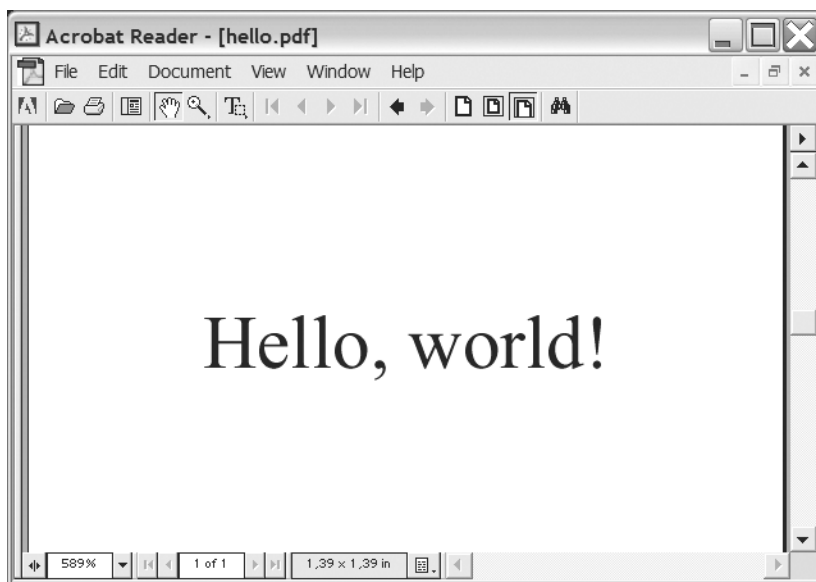 Acrobat Reader - [hello.pdf]
File Edit Document View Window Help
Hello, world!
589% 1 of 1 1,39 x 1,39 in